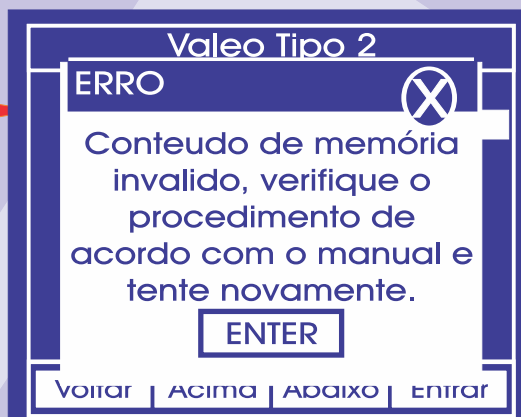 Valeo Tipo 2
ERRO
X
Conteudo de memória
invalido, verifique o
procedimento de
acordo com o manual e
tente novamente.
ENTER
Voltar Acima Abaixo Entrar